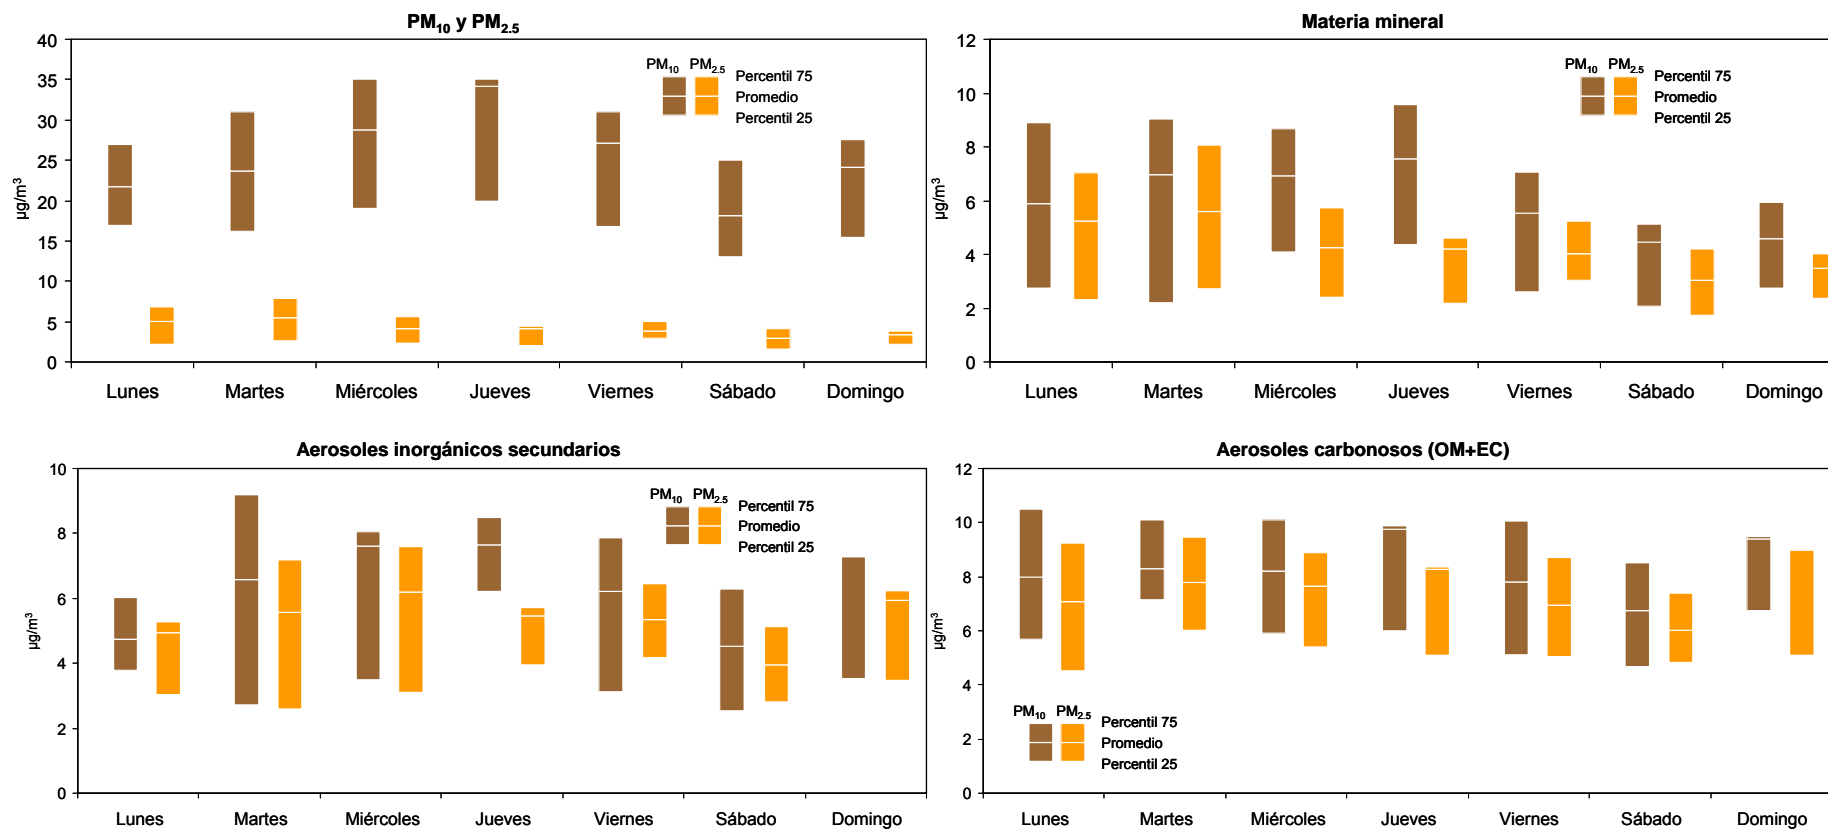 PM10 y PM2.5
40
35
30
25
20
15
10
5
0
µg/m³
PM10 PM2.5
Percentil 75
Promedio
Percentil 25
Lunes Martes Miércoles Jueves Viernes Sábado Domingo
Materia mineral
12
10
8
6
4
2
0
µg/m³
PM10 PM2.5
Percentil 75
Promedio
Percentil 25
Lunes Martes Miércoles Jueves Viernes Sábado Domingo
Aerosoles inorgánicos secundarios
10
8
6
4
2
0
µg/m³
PM10 PM2.5
Percentil 75
Promedio
Percentil 25
Lunes Martes Miércoles Jueves Viernes Sábado Domingo
Aerosoles carbonosos (OM+EC)
12
10
8
6
4
2
0
µg/m³
PM10 PM2.5
Percentil 75
Promedio
Percentil 25
Lunes Martes Miércoles Jueves Viernes Sábado Domingo